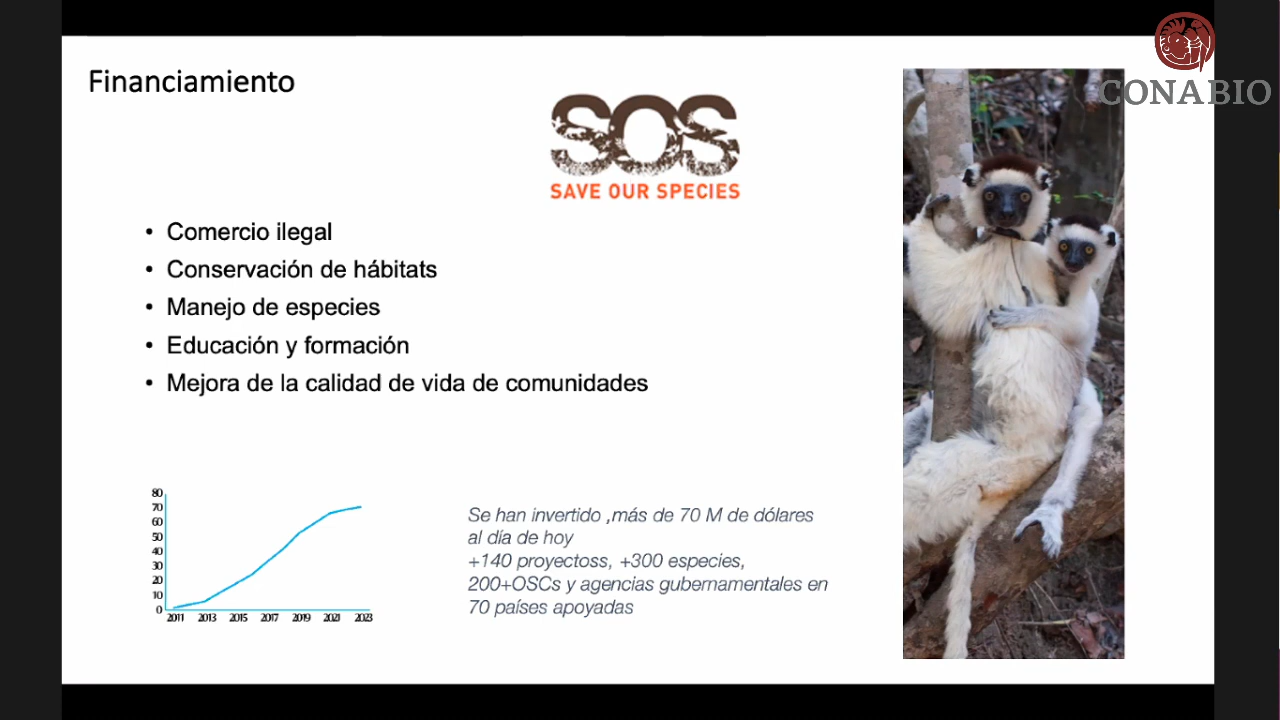 CONABIO
Financiamiento
SOS
SAVE OUR SPECIES
• Comercio ilegal
• Conservación de hábitats
• Manejo de especies
• Educación y formación
• Mejora de la calidad de vida de comunidades
80
70
60
50
40
30
20
10
0
2011 2013 2015 2017 2019 2021 2023
Se han invertido ,más de 70 M de dólares
al día de hoy
+140 proyectoss, +300 especies,
200+OSCs y agencias gubernamentales en
70 países apoyadas